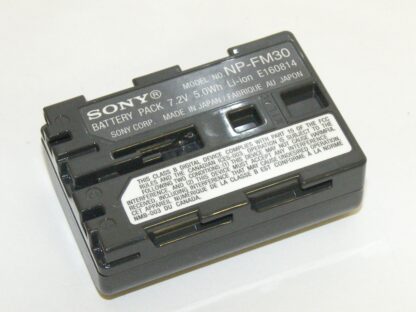 SONY®
MODEL NO. NP-FM30
BATTERY PACK 7.2V 5.0Wh Li-ion E160814
SONY CORP. MADE IN JAPAN / FABRIQUÉ AU JAPON
THIS CLASS B DIGITAL DEVICE COMPLIES WITH PART 15 OF THE FCC
RULES AND THE CANADIAN ICES-003. OPERATION IS SUBJECT TO THE
FOLLOWING TWO CONDITIONS: (1) THIS DEVICE MAY NOT CAUSE HARMFUL
INTERFERENCE, AND (2) THIS DEVICE MUST ACCEPT ANY INTERFERENCE
RECEIVED, INCLUDING INTERFERENCE THAT MAY CAUSE UNDESIRED OPERATION.
CET APPAREIL NUMÉRIQUE DE LA CLASSE B EST CONFORME À LA NORME
NMB-003 DU CANADA.